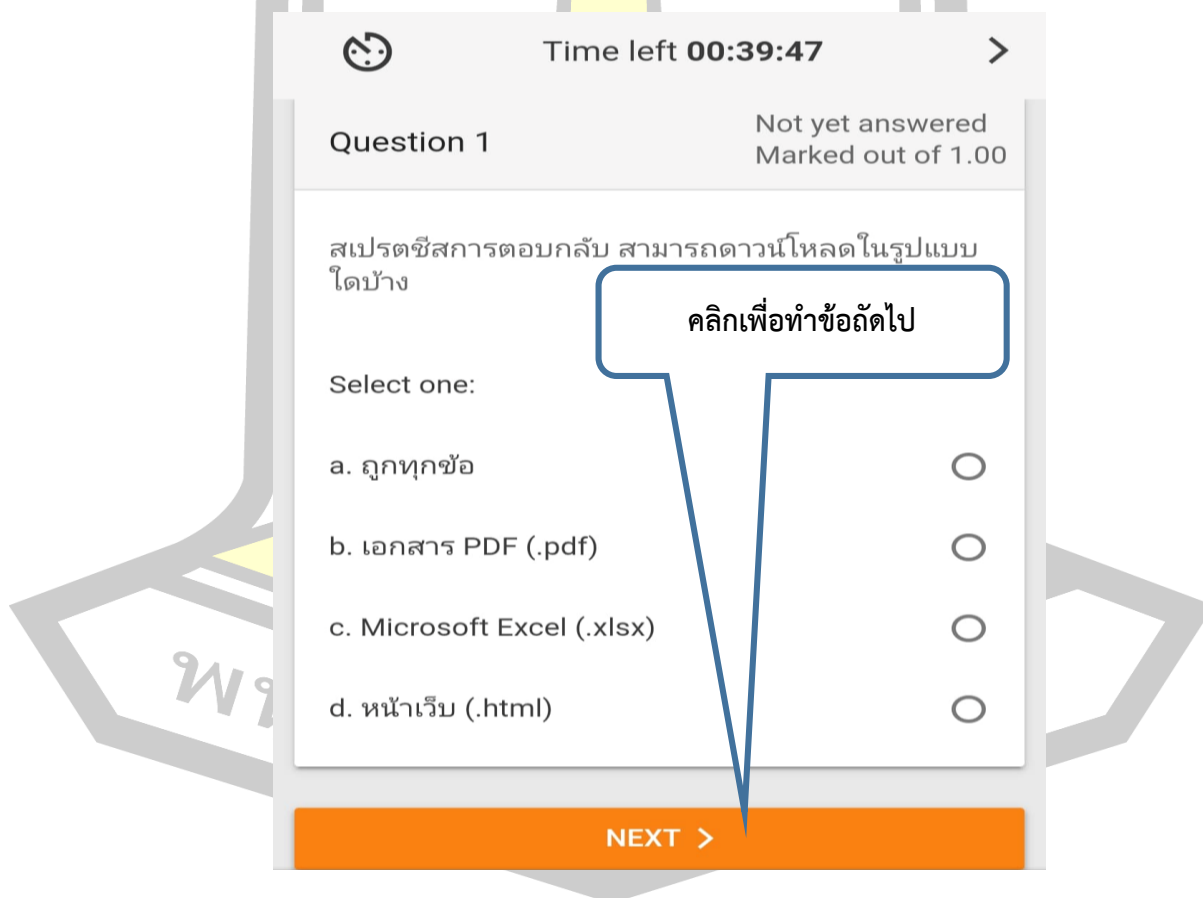 Time left 00:39:47
Question 1
Not yet answered
Marked out of 1.00
สเปรตชีสการตอบกลับ สามารถดาวน์โหลดในรูปแบบ
ใดบ้าง
คลิกเพื่อทำข้อถัดไป
Select one:
a. ถูกทุกข้อ
b. เอกสาร PDF (.pdf)
c. Microsoft Excel (.xlsx)
d. หน้าเว็บ (.html)
NEXT >